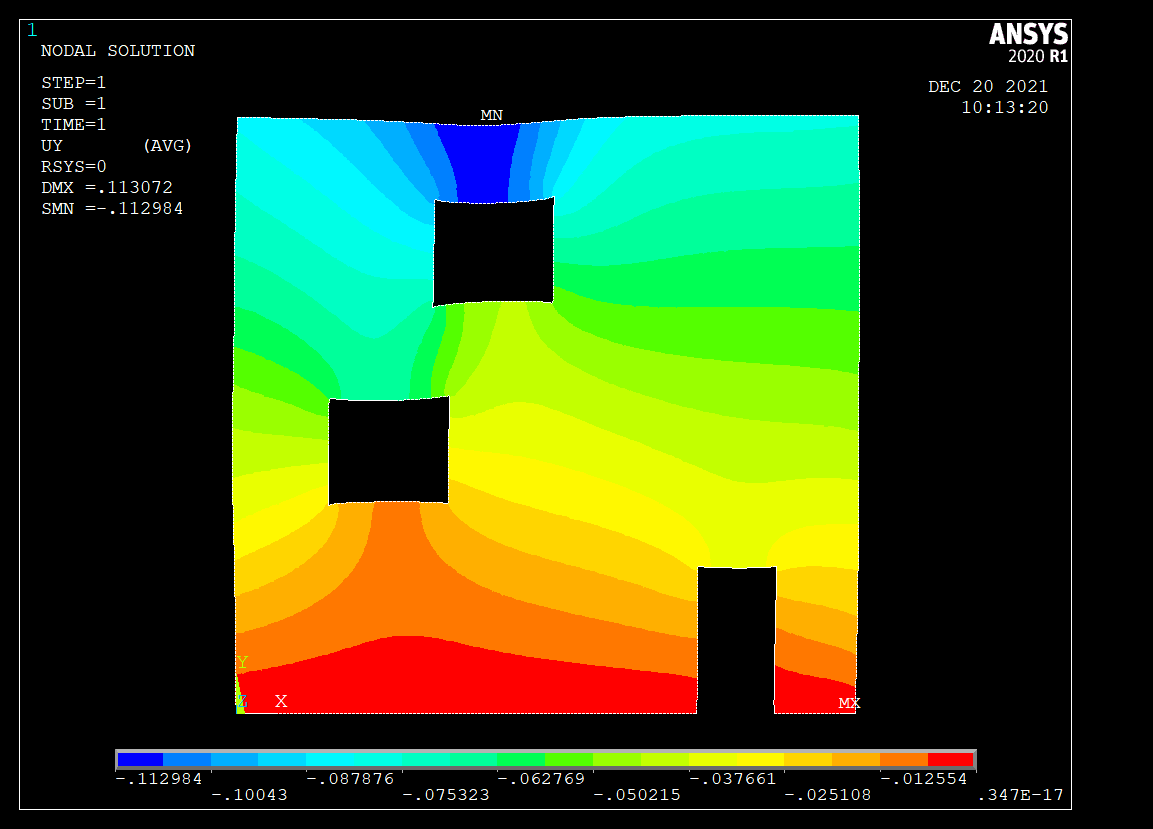 1
NODAL SOLUTION
STEP=1
SUB =1
TIME=1
UY (AVG)
RSYS=0
DMX =.113072
SMN =-.112984
ANSYS
2020 R1
DEC 20 2021
10:13:20
MN
Y
Z X
MX
-.112984 -.087876 -.062769 -.037661 -.012554
-.10043 -.075323 -.050215 -.025108 .347E-17